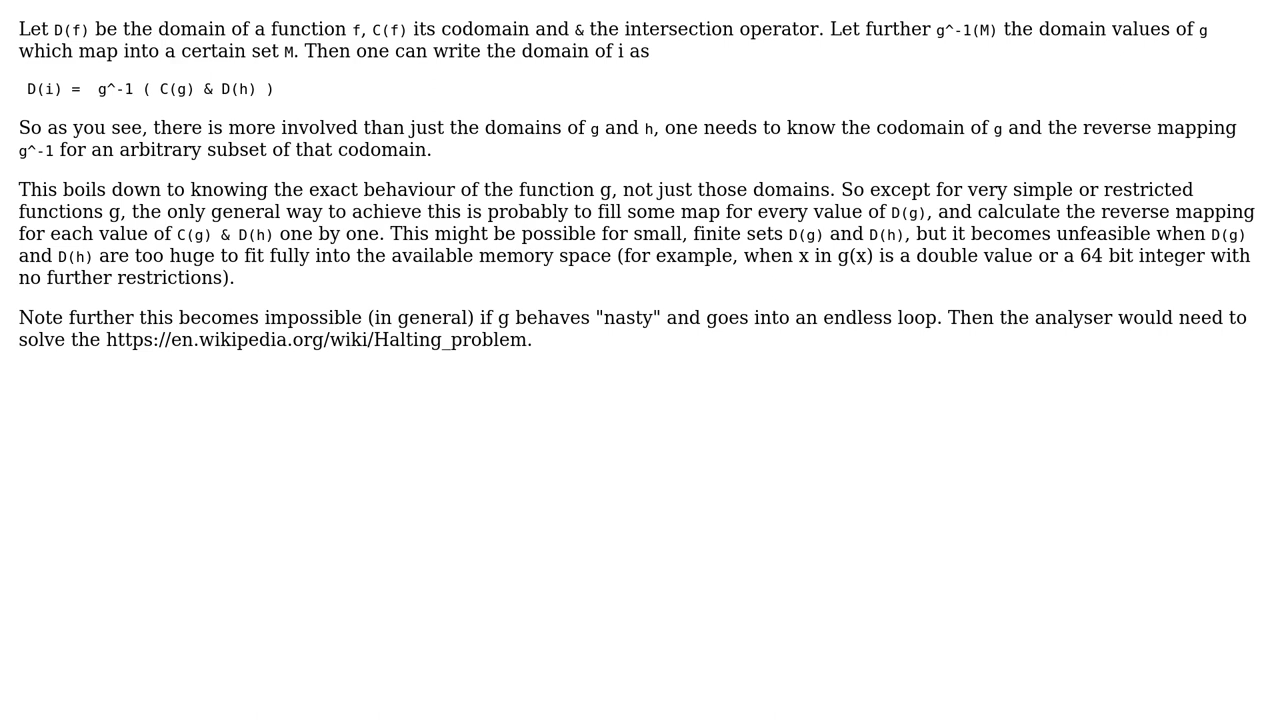 Let D(f) be the domain of a function f, C(f) its codomain and & the intersection operator. Let further g^-1(M) the domain values of g
which map into a certain set M. Then one can write the domain of i as
D(i) =  g^-1 ( C(g) & D(h) )
So as you see, there is more involved than just the domains of g and h, one needs to know the codomain of g and the reverse mapping
g^-1 for an arbitrary subset of that codomain.
This boils down to knowing the exact behaviour of the function g, not just those domains. So except for very simple or restricted
functions g, the only general way to achieve this is probably to fill some map for every value of D(g), and calculate the reverse mapping
for each value of C(g) & D(h) one by one. This might be possible for small, finite sets D(g) and D(h), but it becomes unfeasible when D(g)
and D(h) are too huge to fit fully into the available memory space (for example, when x in g(x) is a double value or a 64 bit integer with
no further restrictions).
Note further this becomes impossible (in general) if g behaves "nasty" and goes into an endless loop. Then the analyser would need to
solve the https://en.wikipedia.org/wiki/Halting_problem.